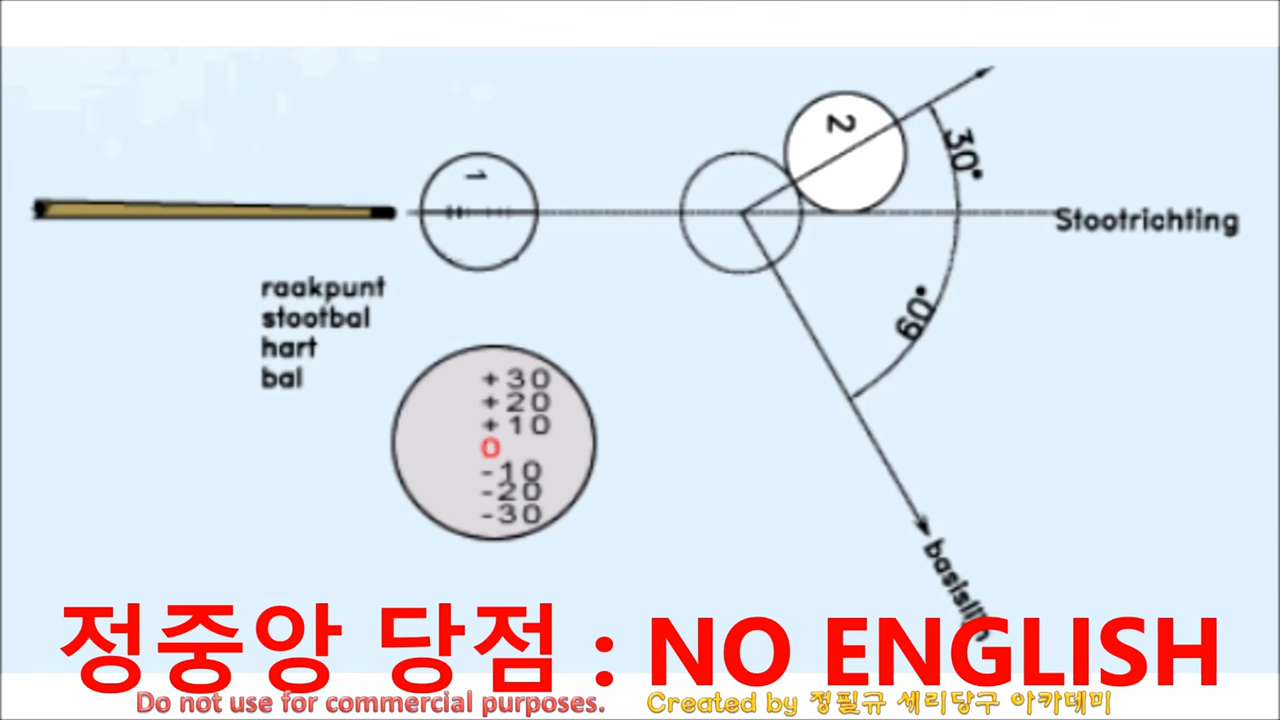 1
2
30°
Stootrichting
60°
raakpunt
stootbal
hart
bal
+30
+20
+10
0
-10
-20
-30
정중앙 당점 : NO ENGLISH
Do not use for commercial purposes.
Created by 정필규 세리당구 아카데미